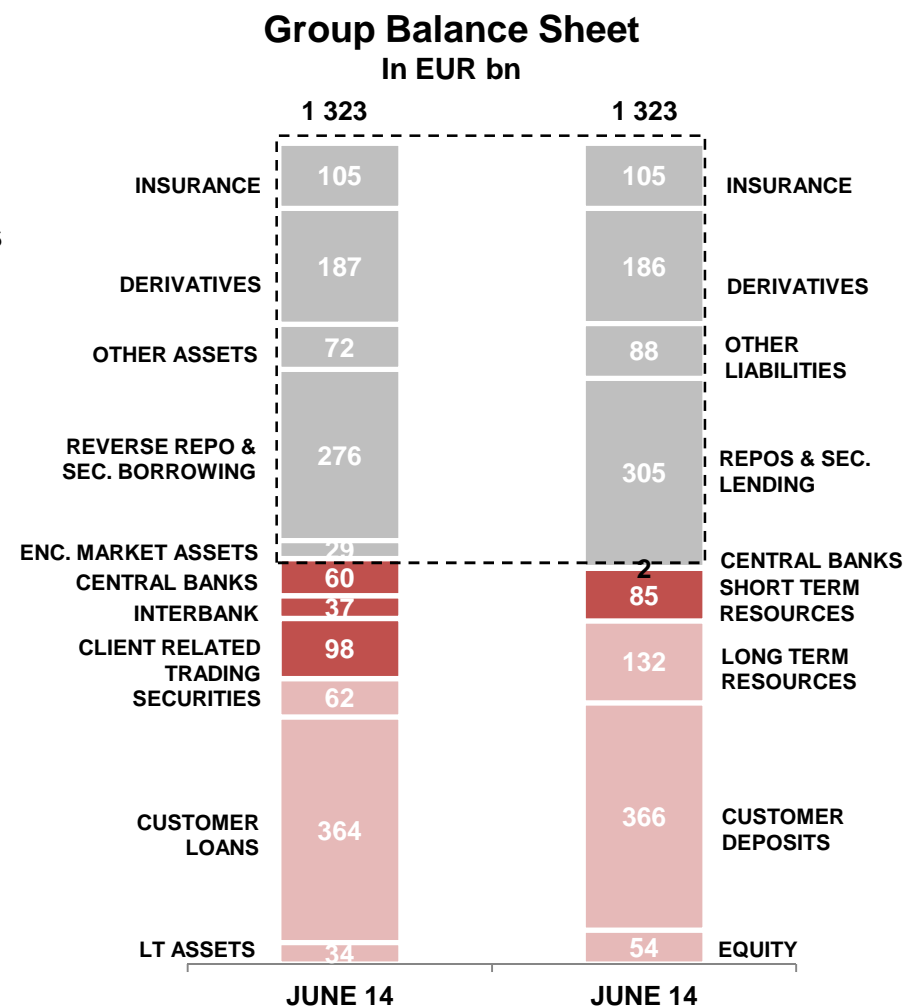 Group Balance Sheet
In EUR bn
1 323
1 323
INSURANCE
105
105
INSURANCE
DERIVATIVES
187
186
DERIVATIVES
OTHER ASSETS
72
88
OTHER
LIABILITIES
REVERSE REPO &
SEC. BORROWING
276
305
REPOS & SEC.
LENDING
ENC. MARKET ASSETS
29
2
CENTRAL BANKS
CENTRAL BANKS
60
85
SHORT TERM
RESOURCES
INTERBANK
37
CLIENT RELATED
TRADING
98
132
LONG TERM
RESOURCES
SECURITIES
62
CUSTOMER
LOANS
364
366
CUSTOMER
DEPOSITS
LT ASSETS
34
54
EQUITY
JUNE 14
JUNE 14